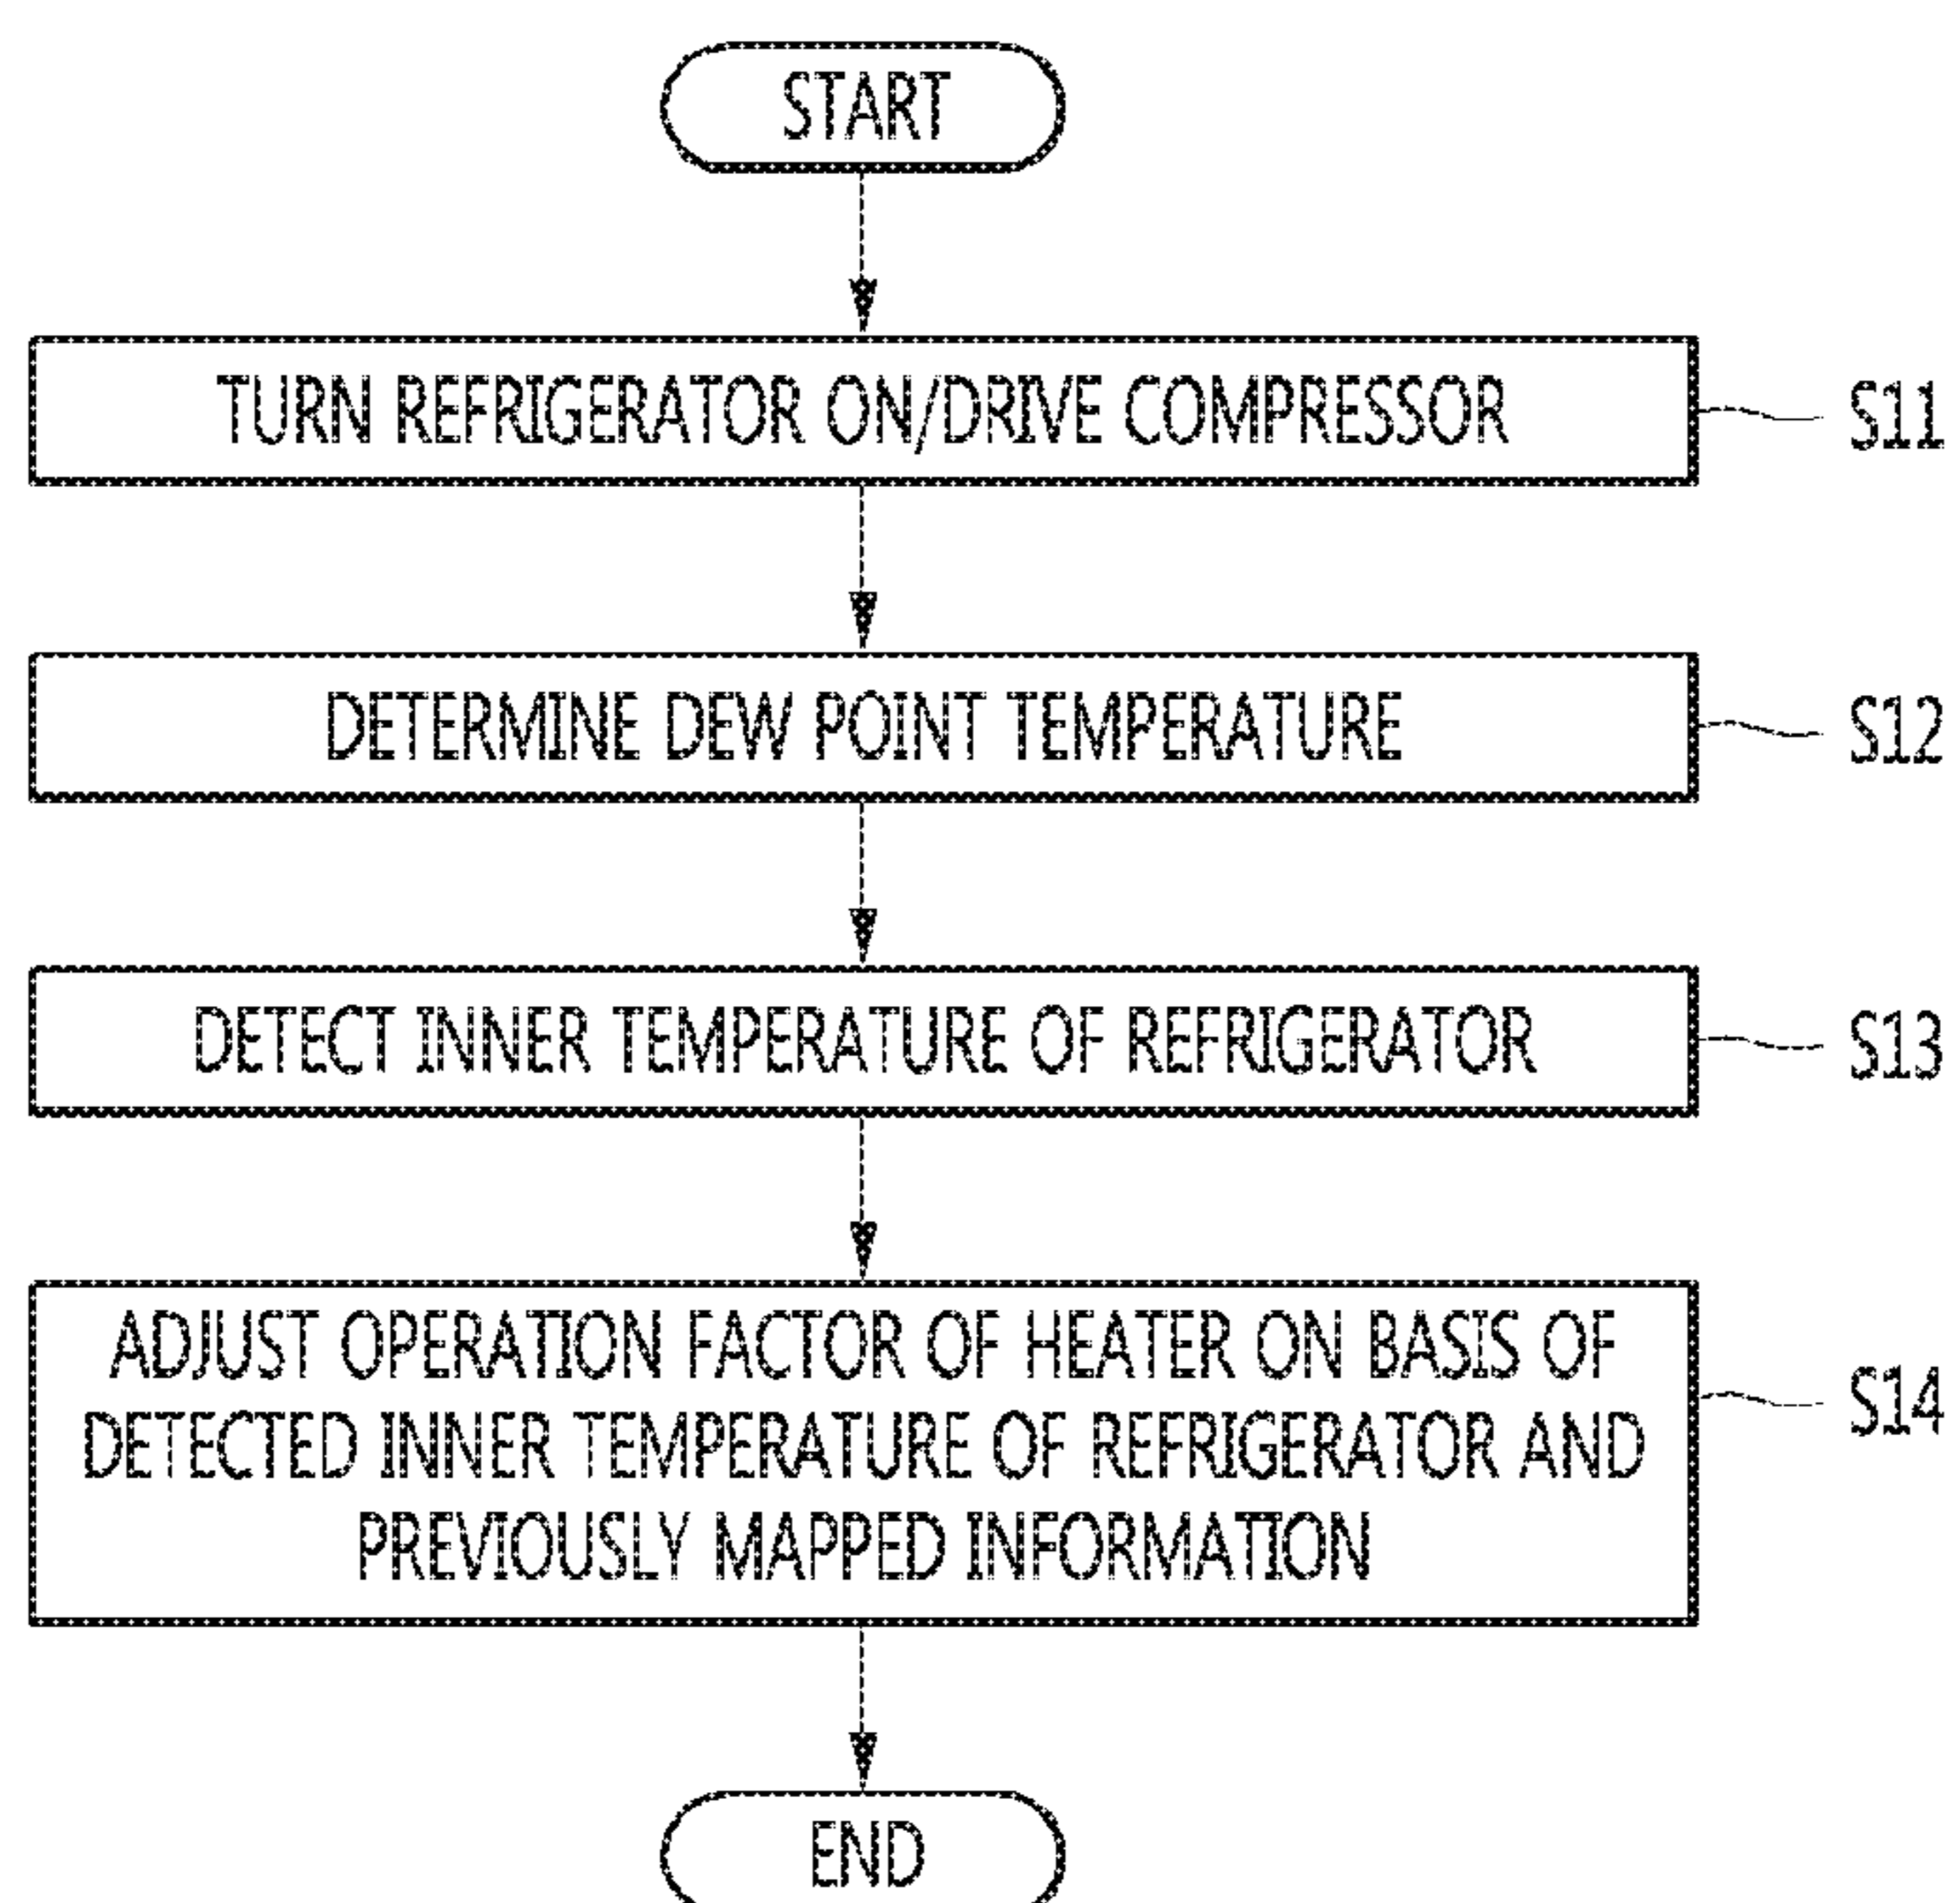 START
TURN REFRIGERATOR ON/DRIVE COMPRESSOR
S11
DETERMINE DEW POINT TEMPERATURE
S12
DETECT INNER TEMPERATURE OF REFRIGERATOR
S13
ADJUST OPERATION FACTOR OF HEATER ON BASIS OF
DETECTED INNER TEMPERATURE OF REFRIGERATOR AND
PREVIOUSLY MAPPED INFORMATION
S14
END